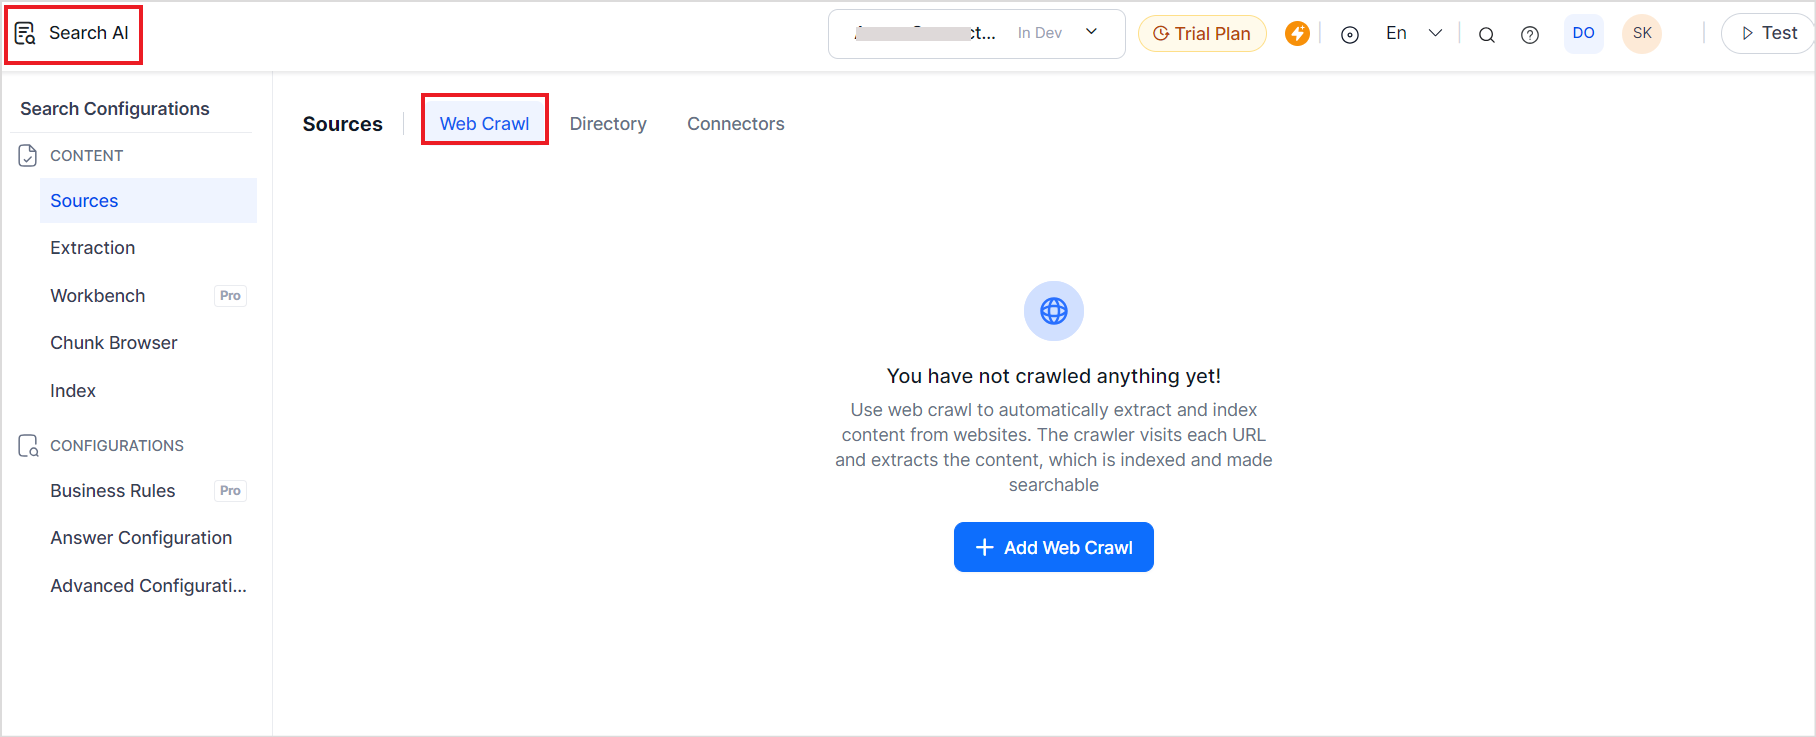 Search AI
t...
In Dev
Trial Plan
En
DO
SK
Test
Search Configurations
CONTENT
Sources
Extraction
Workbench
Pro
Chunk Browser
Index
CONFIGURATIONS
Business Rules
Pro
Answer Configuration
Advanced Configurati...
Sources
Web Crawl
Directory
Connectors
You have not crawled anything yet!
Use web crawl to automatically extract and index
content from websites. The crawler visits each URL
and extracts the content, which is indexed and made
searchable
+ Add Web Crawl